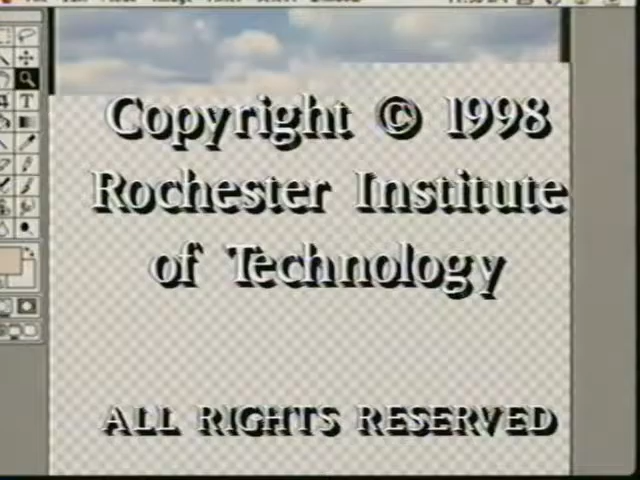 Copyright © 1998
Rochester Institute
of Technology
ALL RIGHTS RESERVED